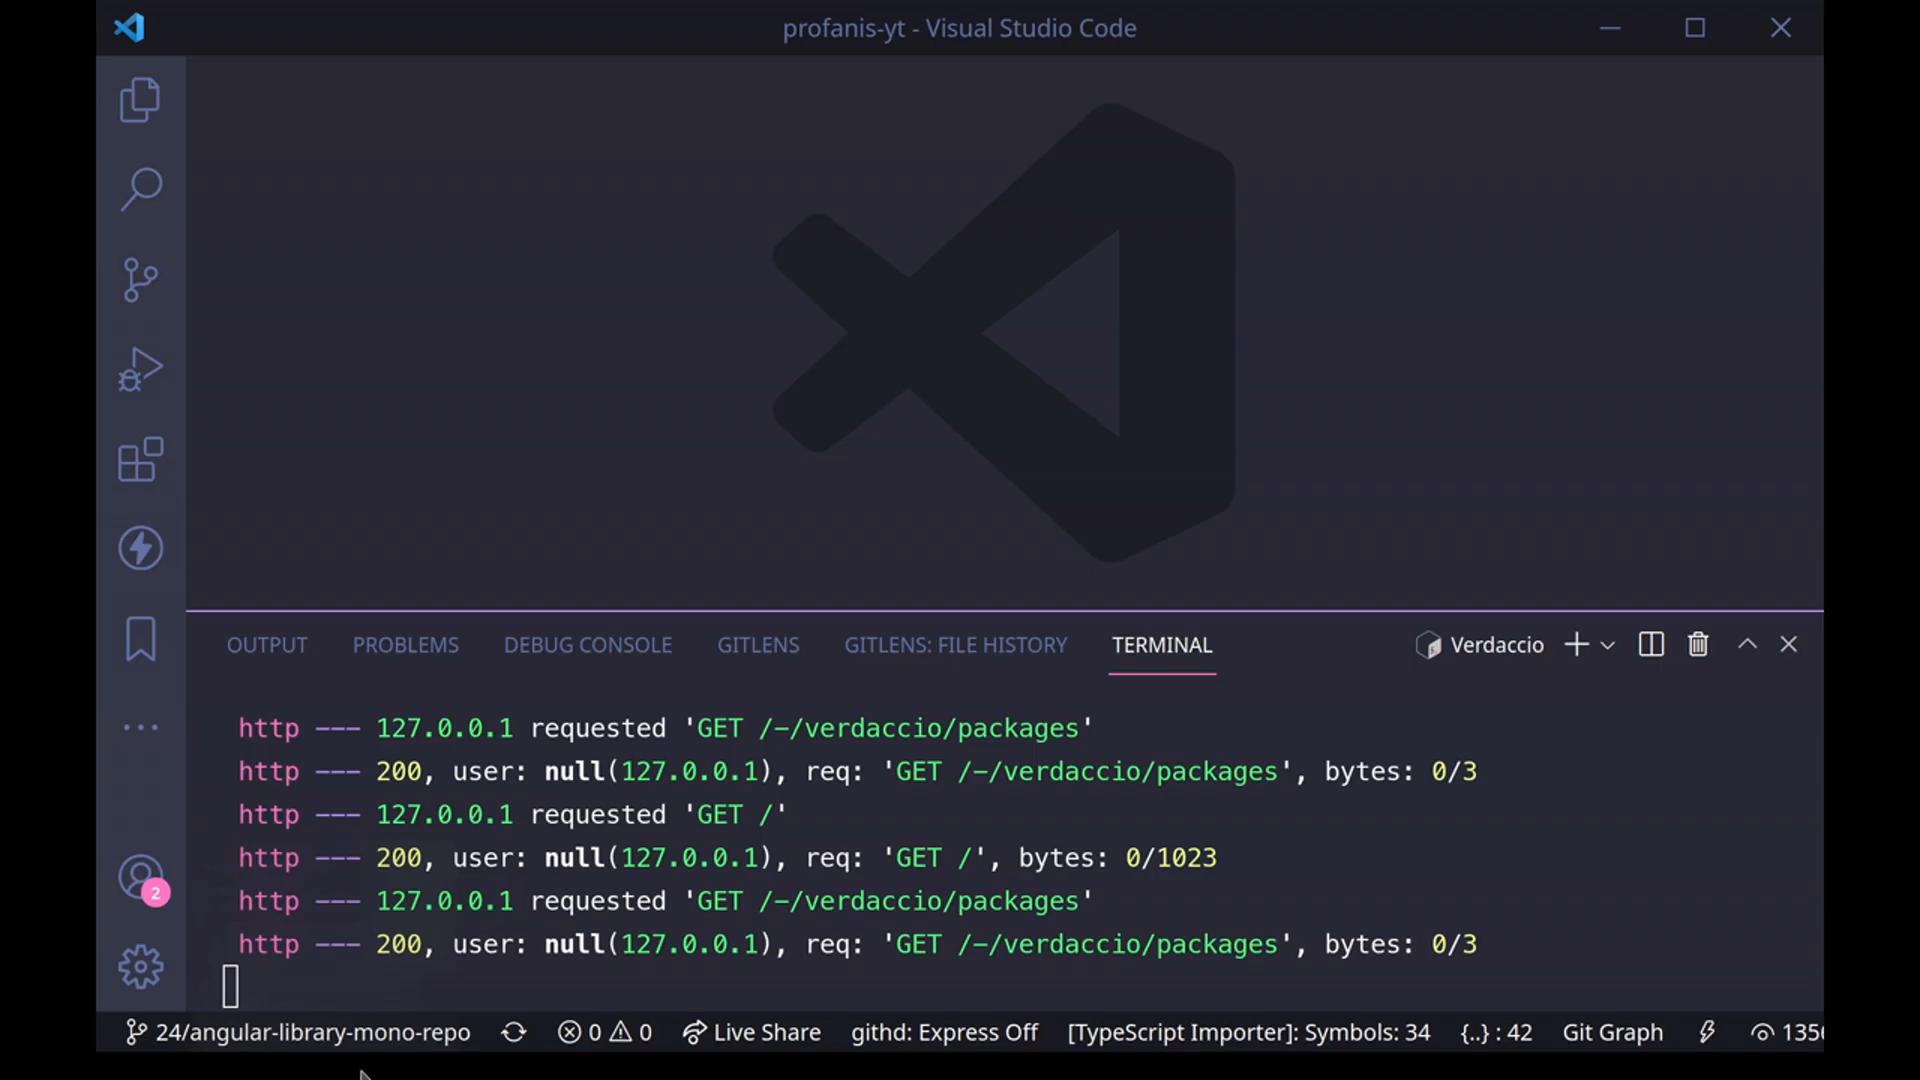 profanis-yt - Visual Studio Code
OUTPUT PROBLEMS DEBUG CONSOLE GITLENS GITLENS: FILE HISTORY TERMINAL Verdaccio
http --- 127.0.0.1 requested 'GET /-/verdaccio/packages'
http --- 200, user: null(127.0.0.1), req: 'GET /-/verdaccio/packages', bytes: 0/3
http --- 127.0.0.1 requested 'GET /'
http --- 200, user: null(127.0.0.1), req: 'GET /', bytes: 0/1023
http --- 127.0.0.1 requested 'GET /-/verdaccio/packages'
http --- 200, user: null(127.0.0.1), req: 'GET /-/verdaccio/packages', bytes: 0/3
2
24/angular-library-mono-repo 0 0 Live Share githd: Express Off [TypeScript Importer]: Symbols: 34 {..} : 42 Git Graph